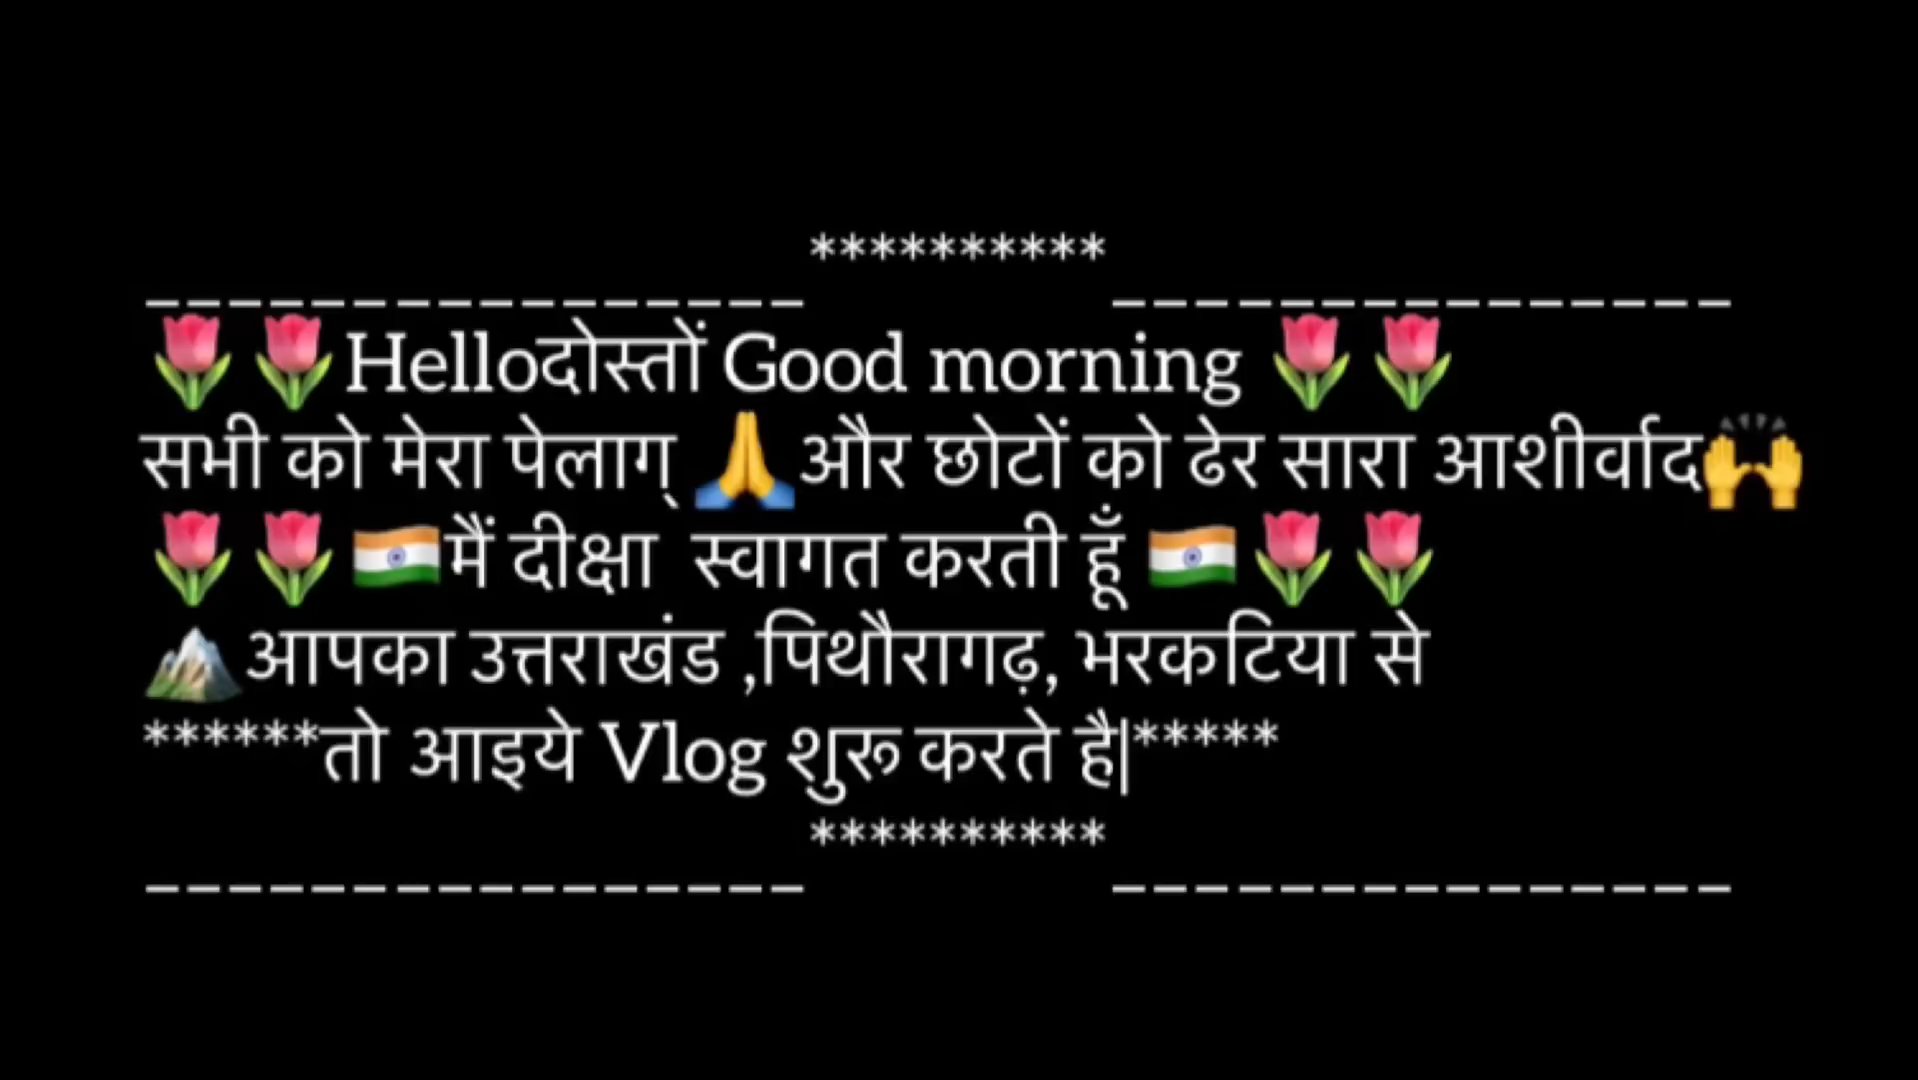 **********
---------------- ---------------
🌷🌷Helloदोस्तों Good morning 🌷🌷
सभी को मेरा पेलाग् 🙏और छोटों को ढेर सारा आशीर्वाद🙌
🌷🌷🇮🇳मैं दीक्षा स्वागत करती हूँ 🇮🇳🌷🌷
⛰️आपका उत्तराखंड ,पिथौरागढ़, भरकटिया से
******तो आइये Vlog शुरू करते है|*****
**********
---------------- ---------------